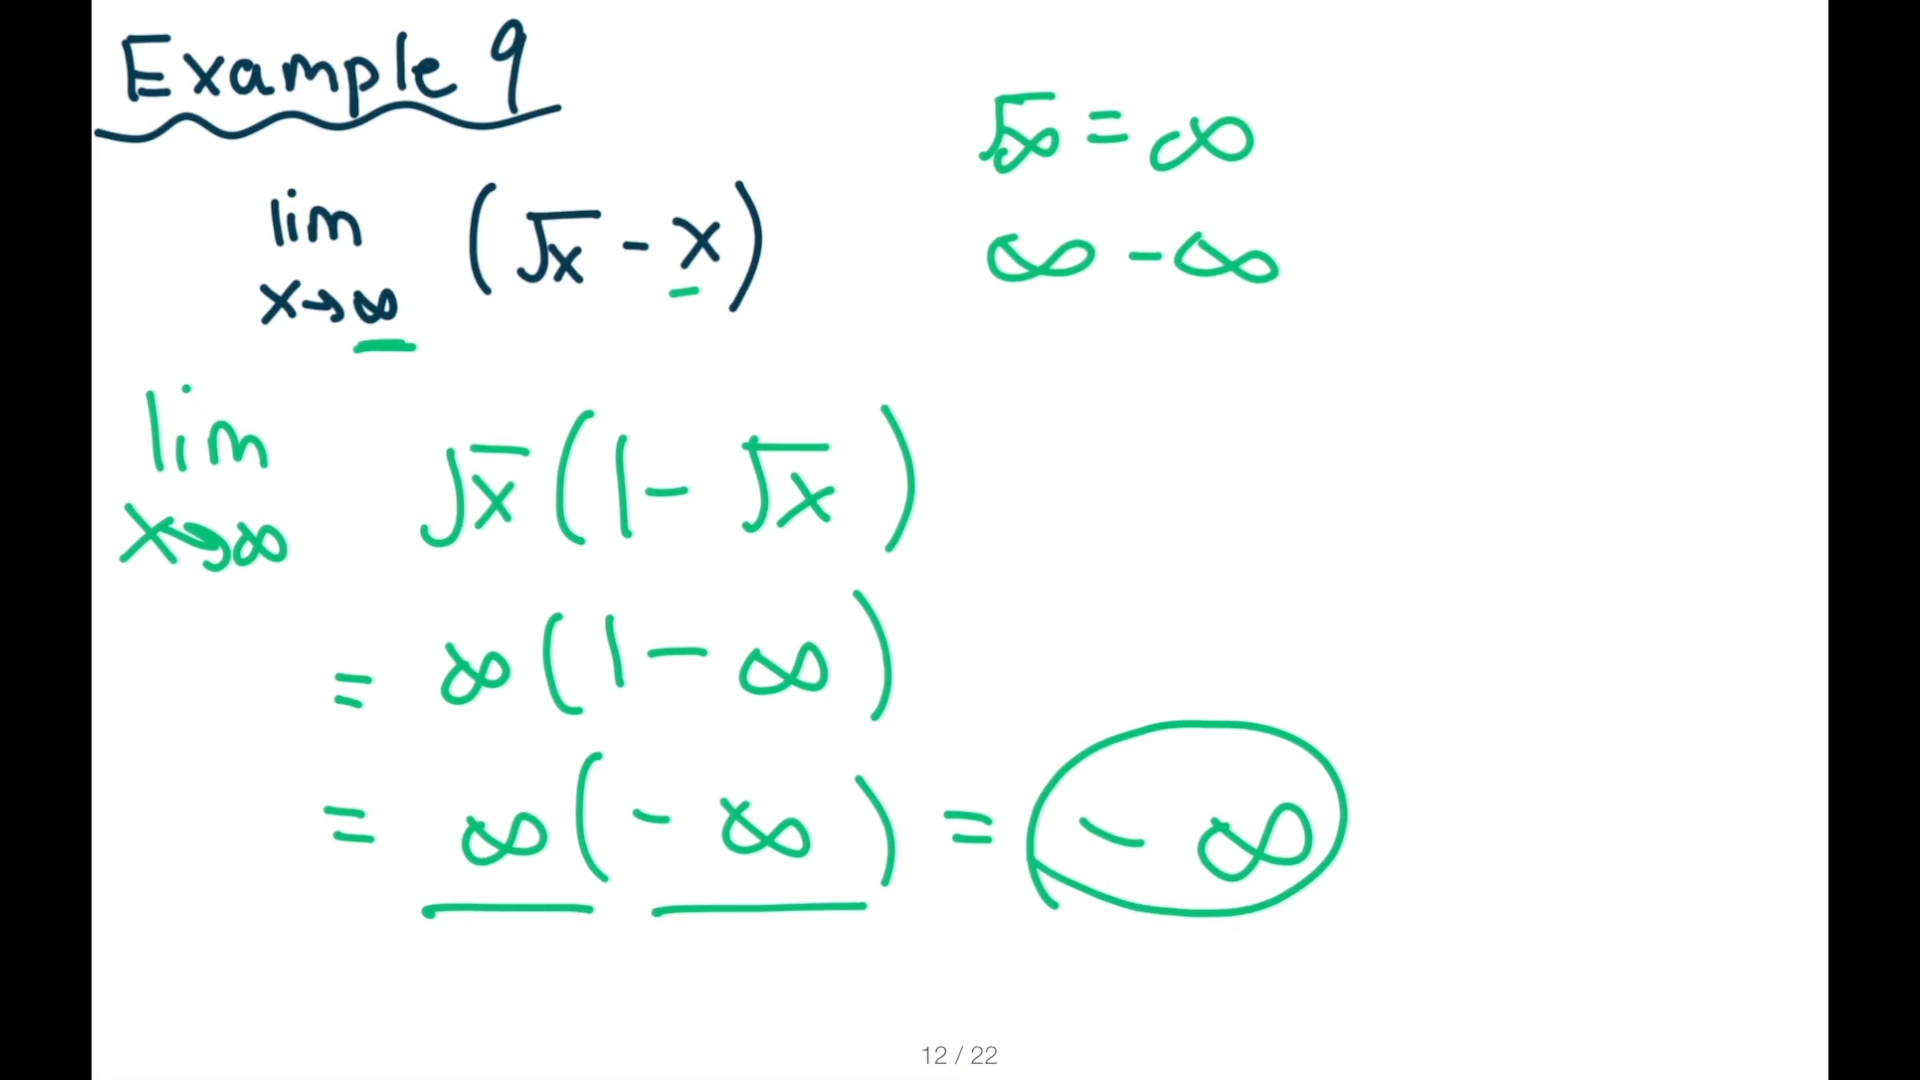 Example 9
lim (√x - x)
x→∞
√∞ = ∞
∞ - ∞
lim √x (1 - √x)
x→∞
= ∞ (1 - ∞)
= ∞ (- ∞) = - ∞
12 / 22